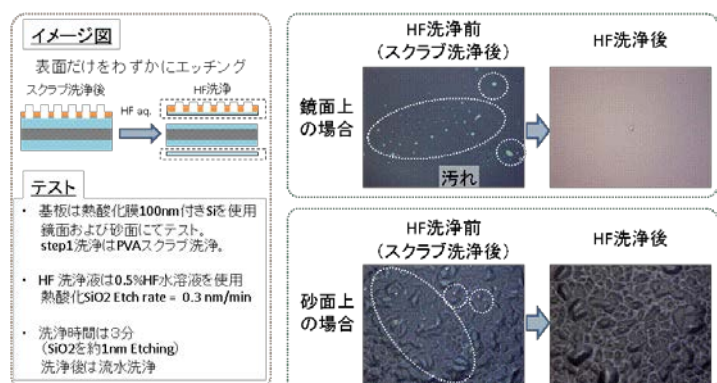 イメージ図
表面だけをわずかにエッチング
スクラブ洗浄後
HF洗浄
HF aq.
テスト
• 基板は熱酸化膜100nm付きSiを使用
鏡面および砂面にてテスト。
step1洗浄はPVAスクラブ洗浄。
• HF 洗浄液は0.5%HF水溶液を使用
熱酸化SiO2 Etch rate = 0.3 nm/min
• 洗浄時間は3分
（SiO2を約1nm Etching）
洗浄後は流水洗浄
HF洗浄前
（スクラブ洗浄後）
HF洗浄後
鏡面上
の場合
汚れ
HF洗浄前
（スクラブ洗浄後）
HF洗浄後
砂面上
の場合